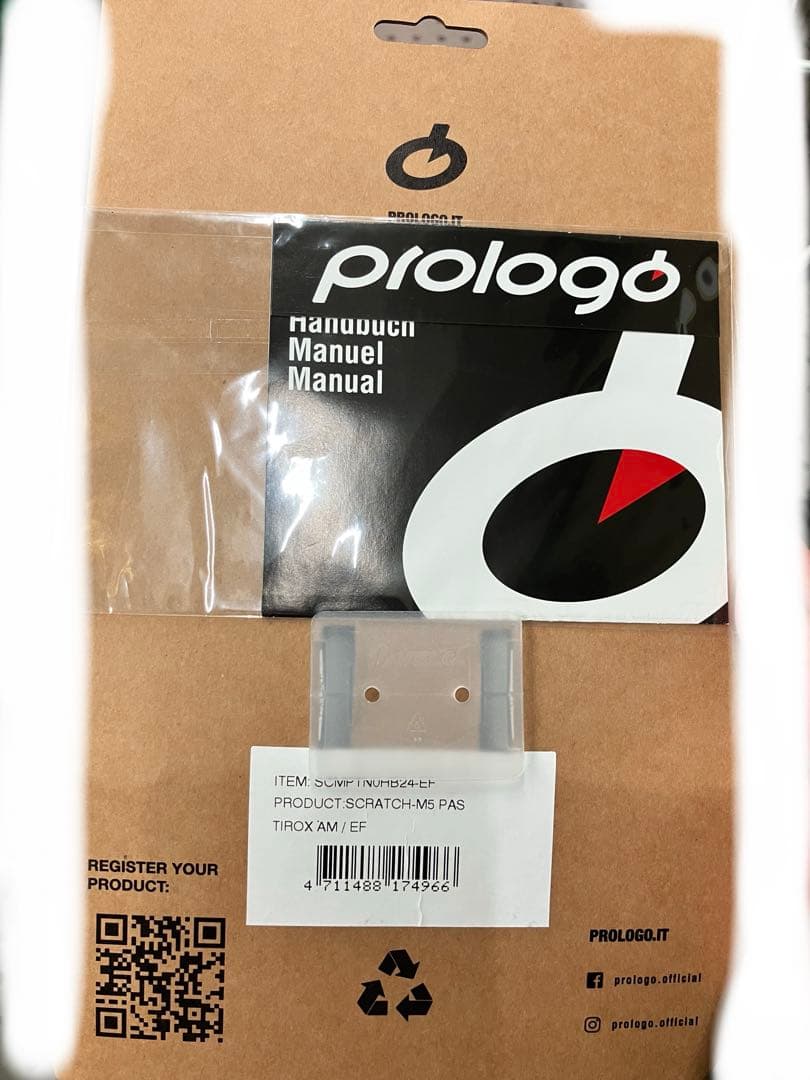 PROLOGO.IT
prologo
Handbuch
Manuel
Manual
ITEM: SCMPTN0HB24-EF
PRODUCT:SCRATCH-M5 PAS
TIROX AM / EF
4 711488 174966
REGISTER YOUR
PRODUCT:
PROLOGO.IT
prologo.official
prologo.official